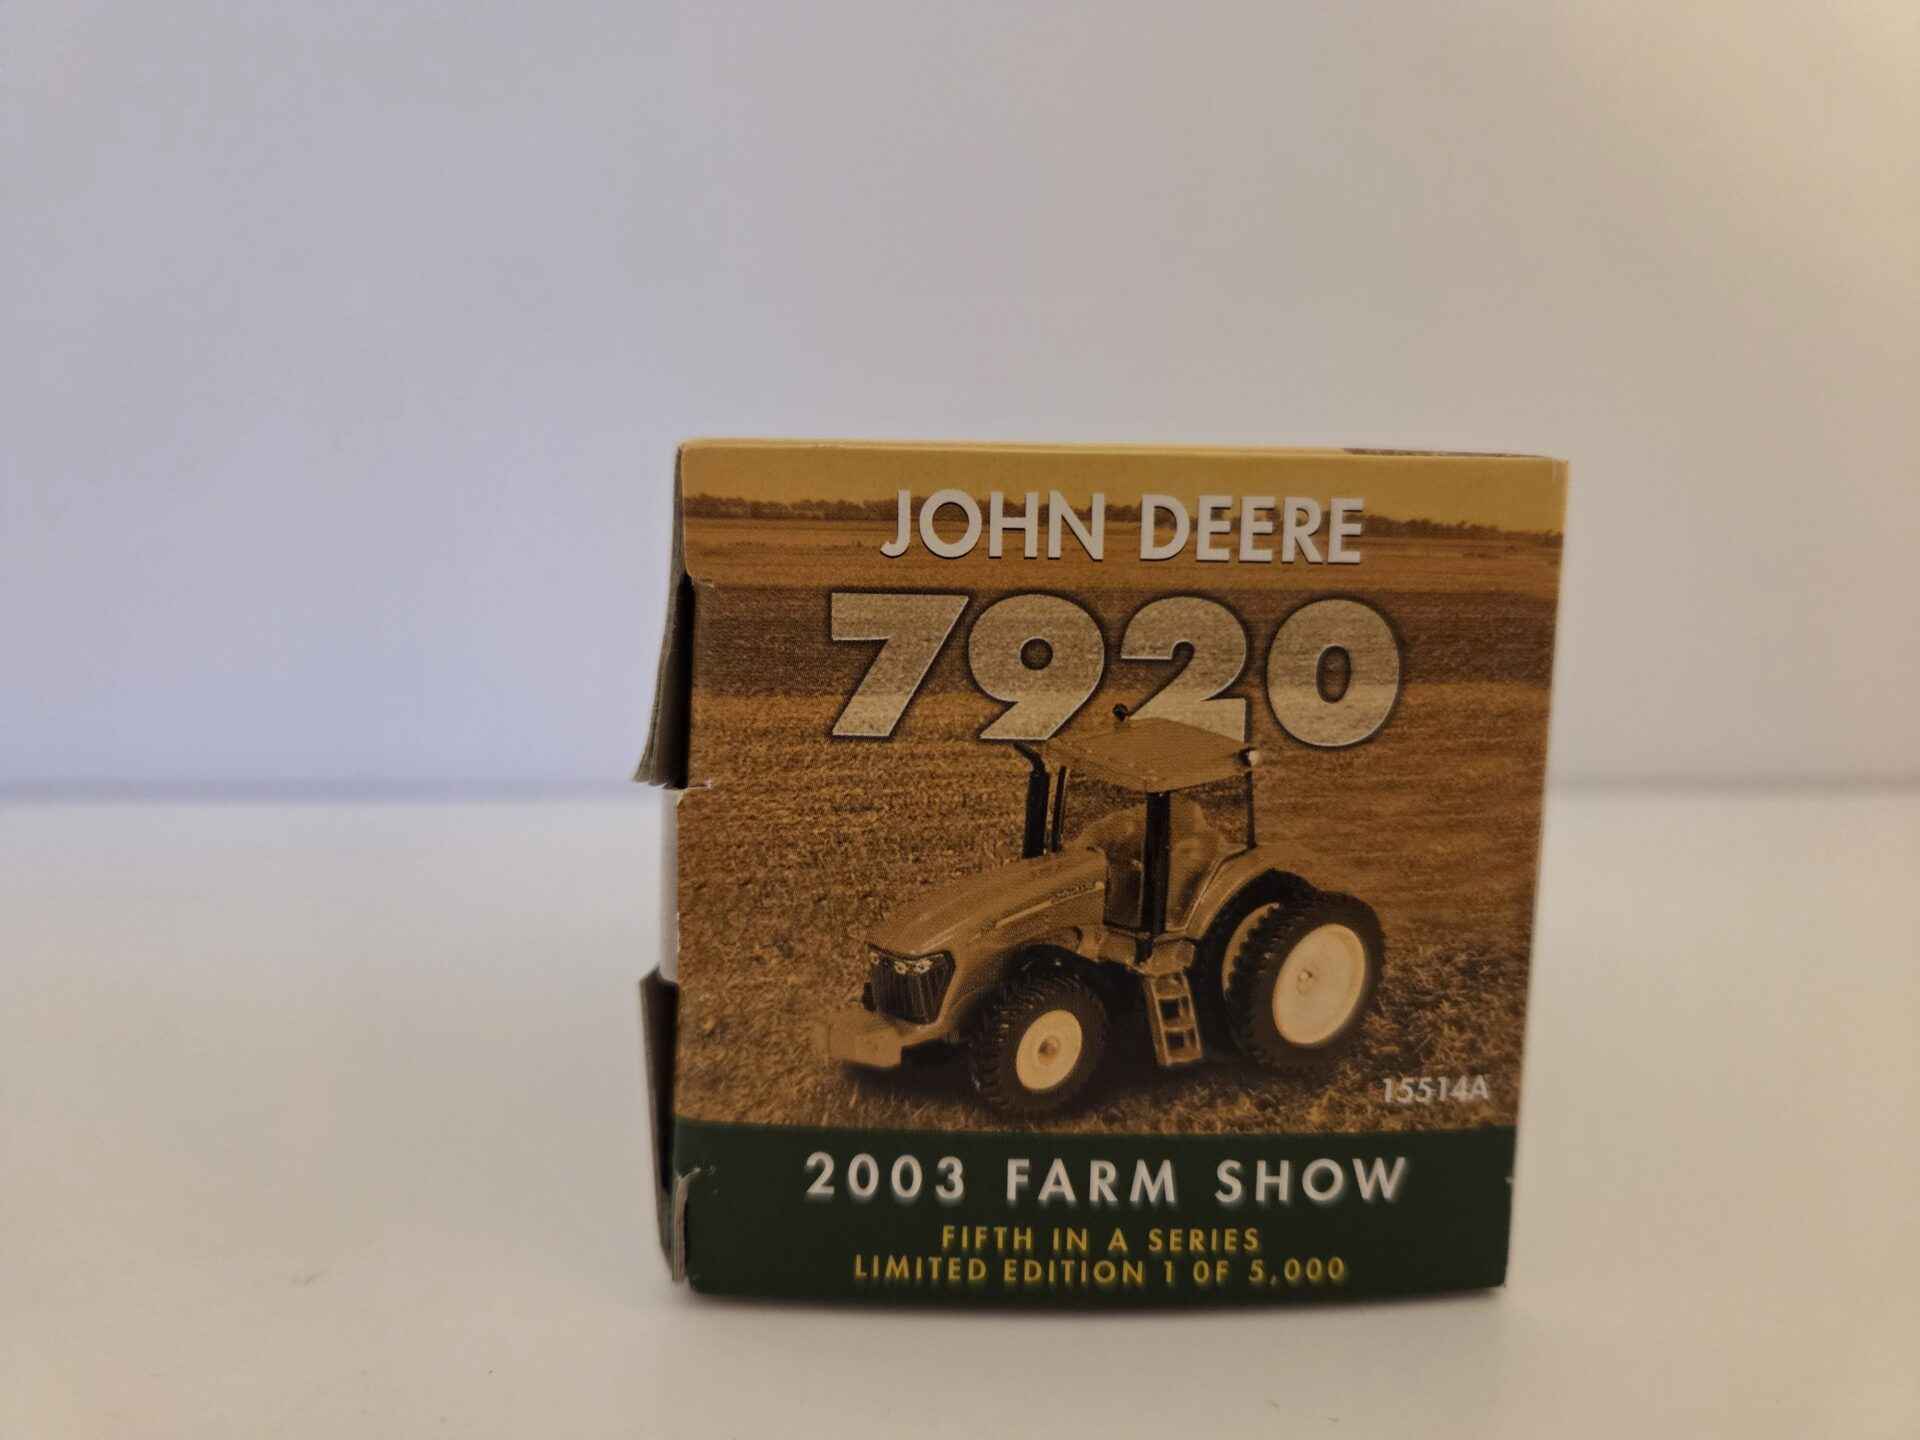 JOHN DEERE
7920
15514A
2003 FARM SHOW
FIFTH IN A SERIES
LIMITED EDITION 1 OF 5,000